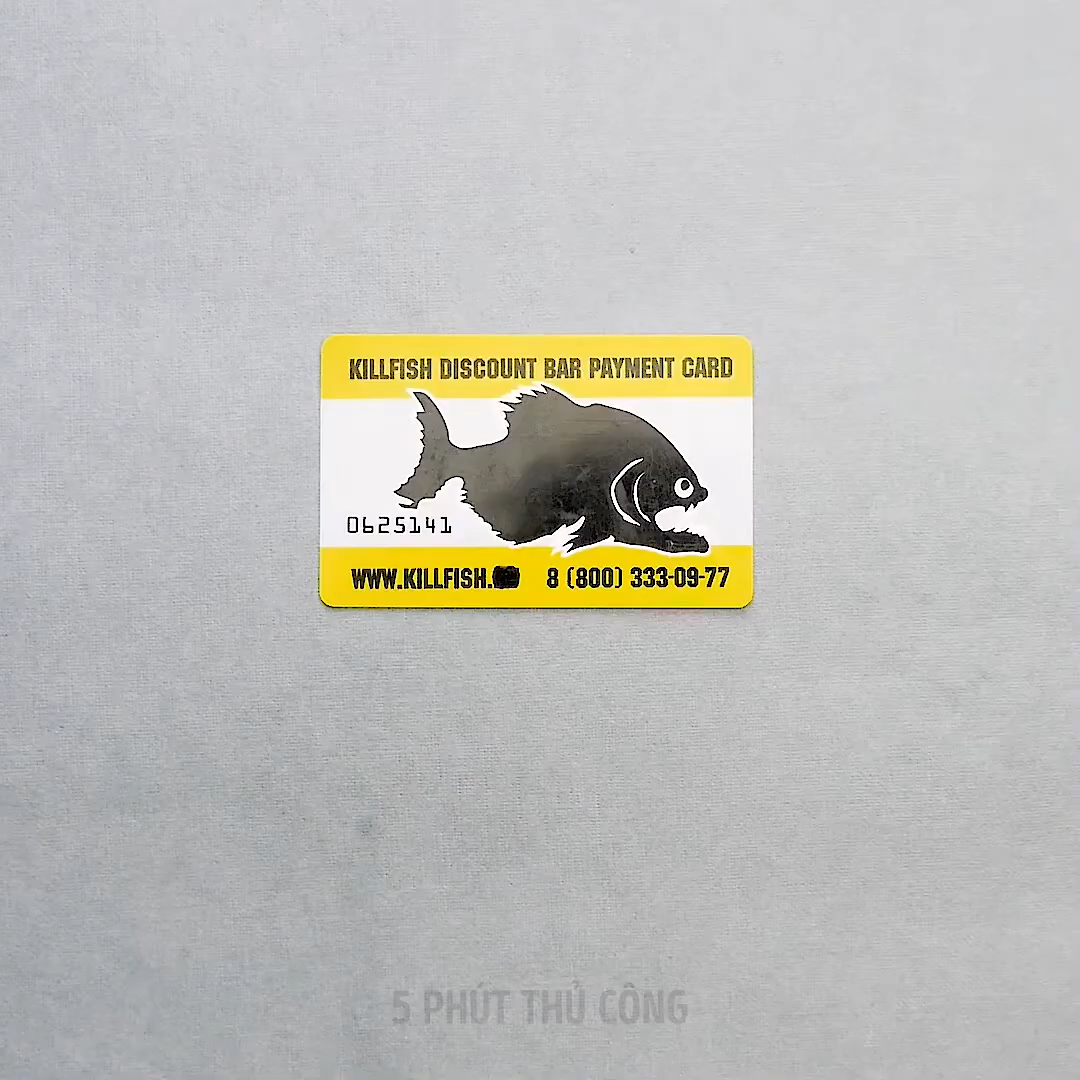 KILLFISH DISCOUNT BAR PAYMENT CARD
0625141
WWW.KILLFISH. 8 (800) 333-09-77
5 PHÚT THỦ CÔNG